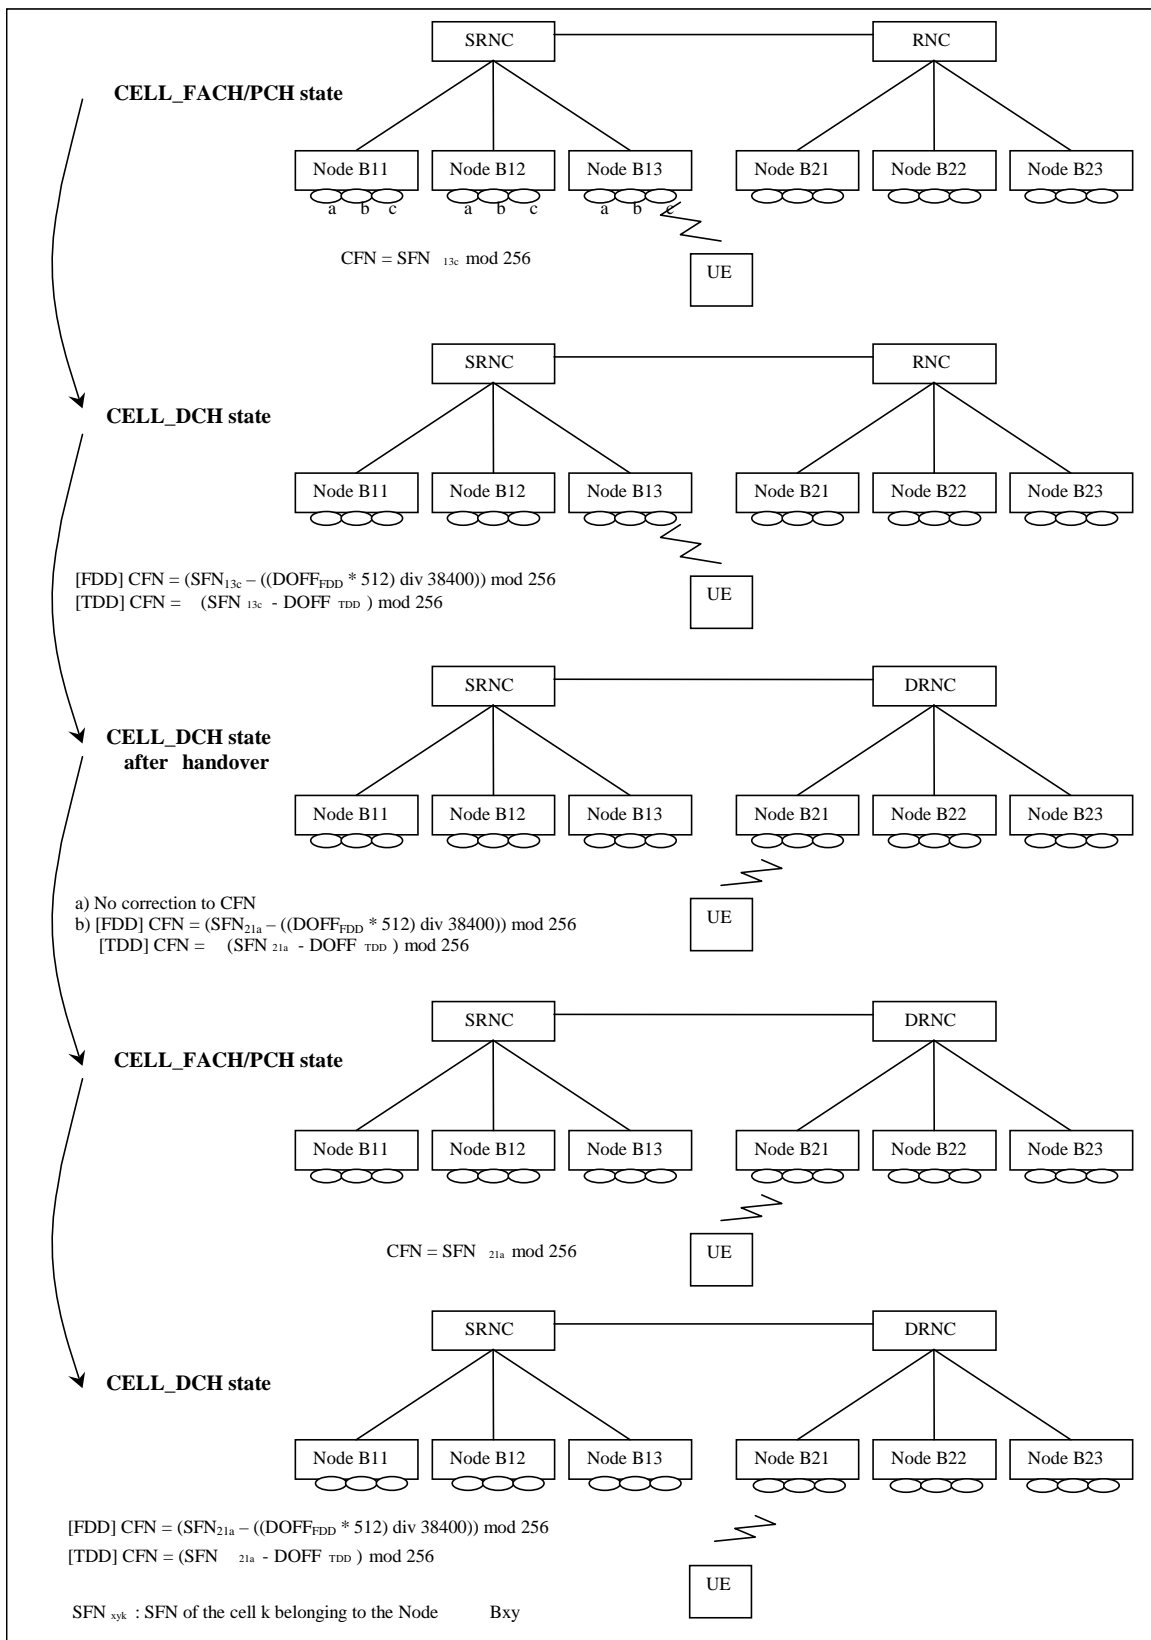 SRNC RNC
CELL_FACH/PCH state
Node B11 Node B12 Node B13 Node B21 Node B22 Node B23
a b c a b c a b c
CFN = SFN 13c mod 256
UE
SRNC RNC
CELL_DCH state
Node B11 Node B12 Node B13 Node B21 Node B22 Node B23
[FDD] CFN = (SFN13c – ((DOFFFDD * 512) div 38400)) mod 256
[TDD] CFN = (SFN 13c - DOFF TDD ) mod 256
UE
SRNC DRNC
CELL_DCH state
after handover
Node B11 Node B12 Node B13 Node B21 Node B22 Node B23
a) No correction to CFN
b) [FDD] CFN = (SFN21a – ((DOFFFDD * 512) div 38400)) mod 256
[TDD] CFN = (SFN 21a - DOFF TDD ) mod 256
UE
SRNC DRNC
CELL_FACH/PCH state
Node B11 Node B12 Node B13 Node B21 Node B22 Node B23
CFN = SFN 21a mod 256
UE
SRNC DRNC
CELL_DCH state
Node B11 Node B12 Node B13 Node B21 Node B22 Node B23
[FDD] CFN = (SFN21a – ((DOFFFDD * 512) div 38400)) mod 256
[TDD] CFN = (SFN 21a - DOFF TDD ) mod 256
UE
SFN xyk : SFN of the cell k belonging to the Node Bxy